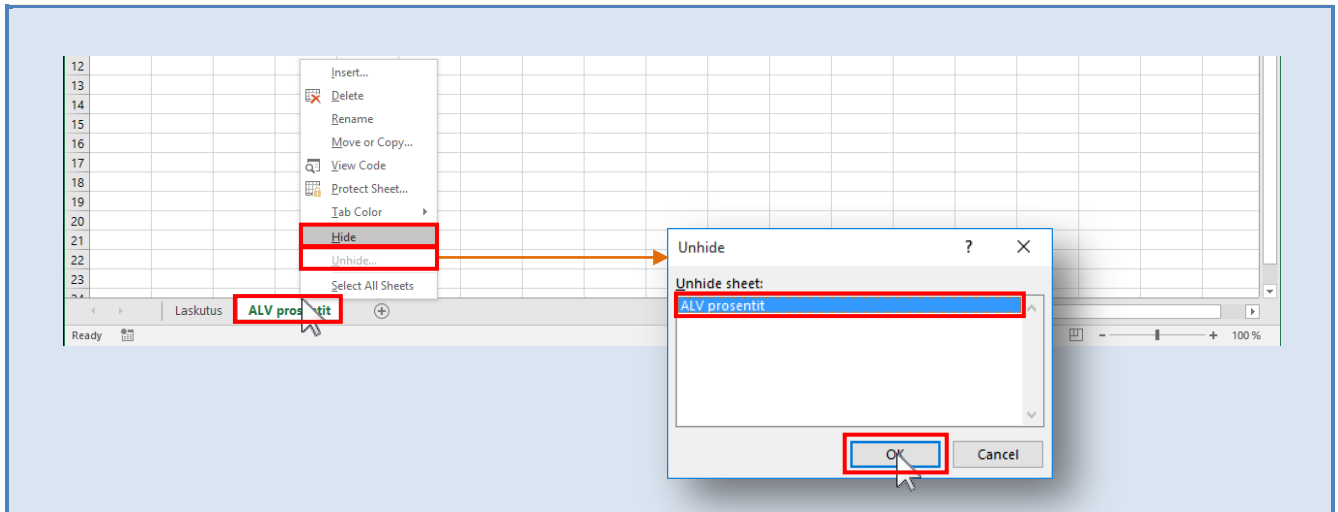 12
13
14
15
16
17
18
19
20
21
22
23
Insert...
Delete
Rename
Move or Copy...
View Code
Protect Sheet...
Tab Color
Hide
Unhide...
Select All Sheets
Laskutus ALV prosentit
Ready
100 %
Unhide ?
Unhide sheet:
ALV prosentit
OK Cancel